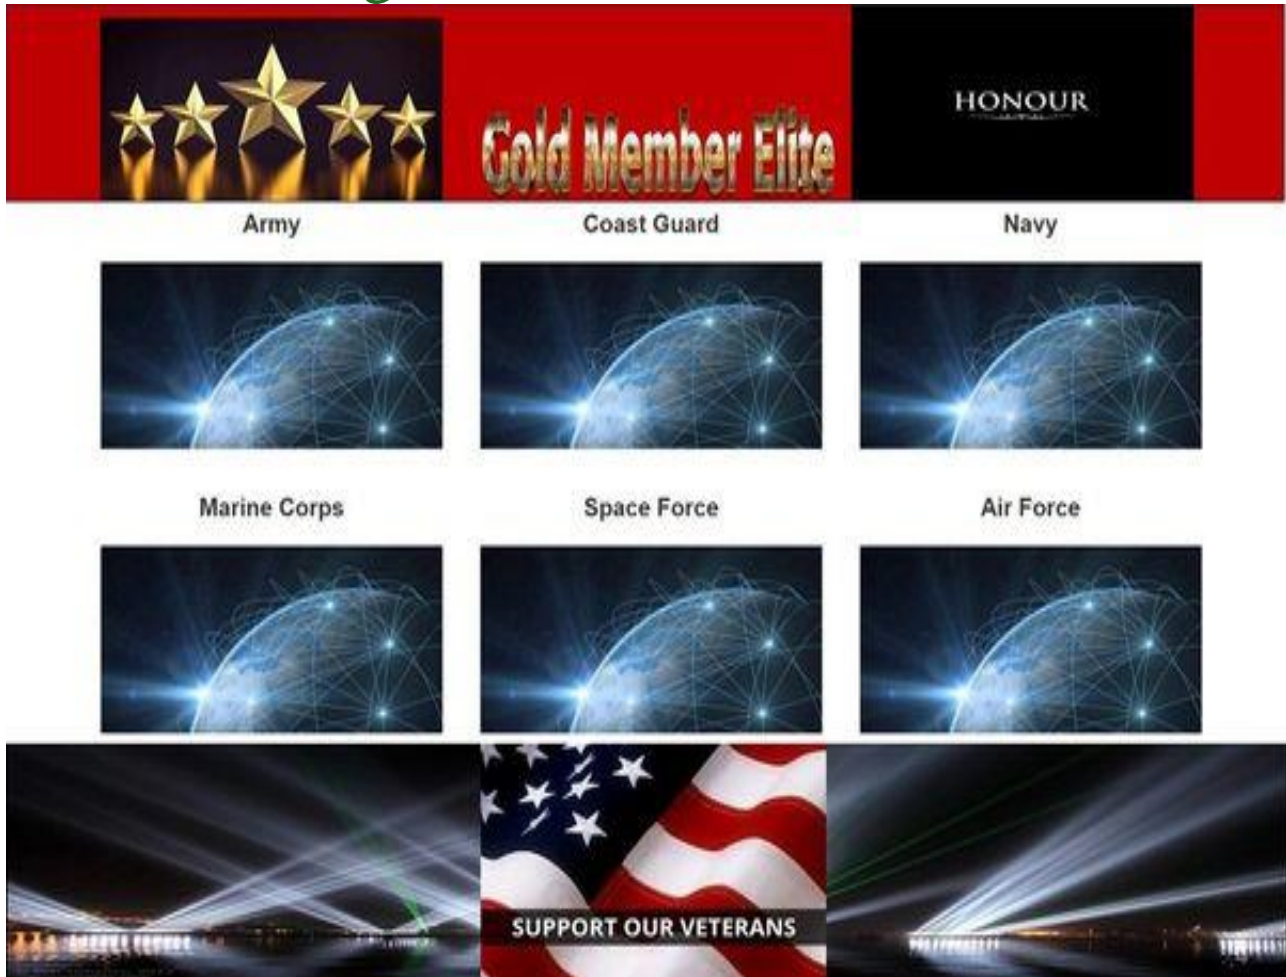 HONOUR
Gold Member Elite
Army
Coast Guard
Navy
Marine Corps
Space Force
Air Force
SUPPORT OUR VETERANS